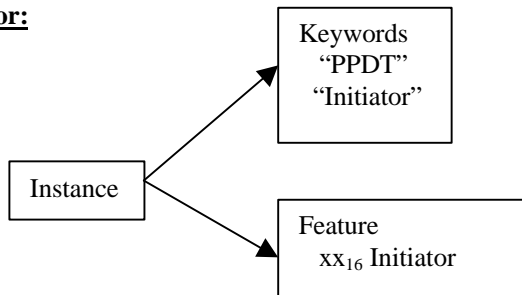 or:
Keywords
“PPDT”
“Initiator”
Instance
Feature
xx₁₆ Initiator